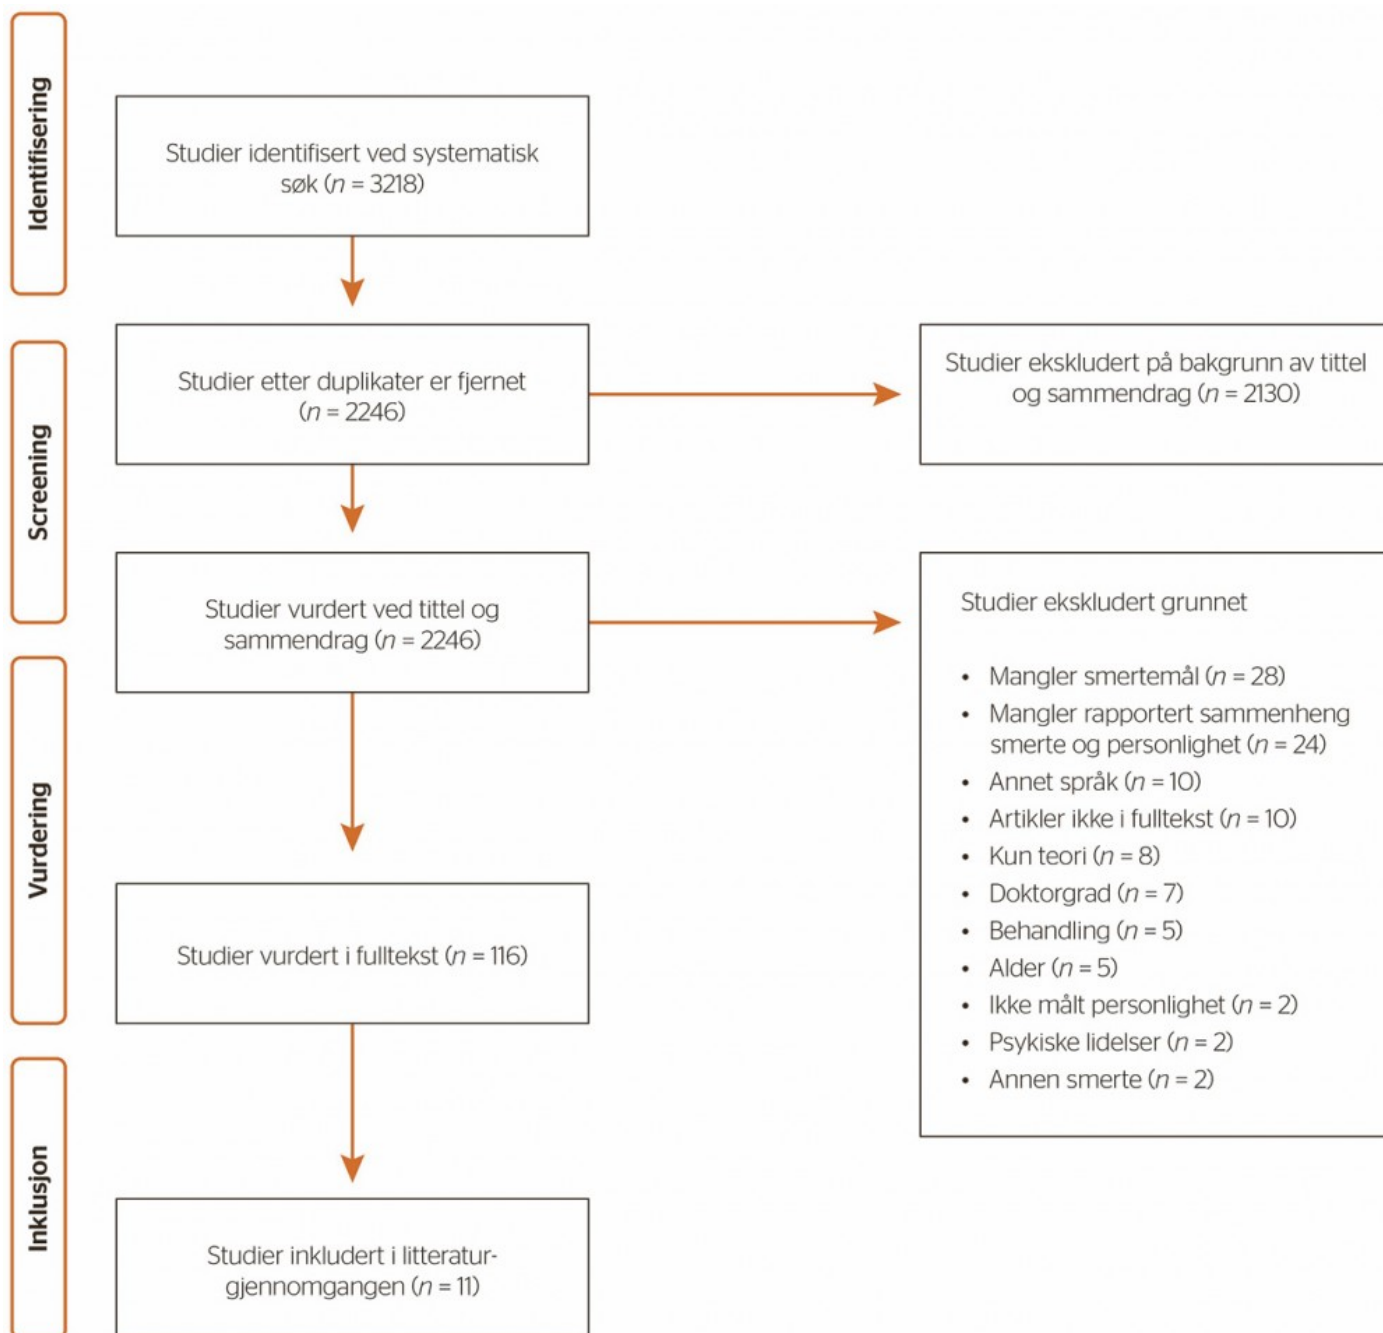 Identifisering
Studier identifisert ved systematisk
søk (n = 3218)
Screening
Studier etter duplikater er fjernet
(n = 2246)
Studier ekskludert på bakgrunn av tittel
og sammendrag (n = 2130)
Studier vurdert ved tittel og
sammendrag (n = 2246)
Studier ekskludert grunnet
• Mangler smertemål (n = 28)
• Mangler rapportert sammenheng
smerte og personlighet (n = 24)
• Annet språk (n = 10)
• Artikler ikke i fulltekst (n = 10)
• Kun teori (n = 8)
• Doktorgrad (n = 7)
• Behandling (n = 5)
• Alder (n = 5)
• Ikke målt personlighet (n = 2)
• Psykiske lidelser (n = 2)
• Annen smerte (n = 2)
Vurdering
Studier vurdert i fulltekst (n = 116)
Inklusjon
Studier inkludert i litteratur-
gjennomgangen (n = 11)